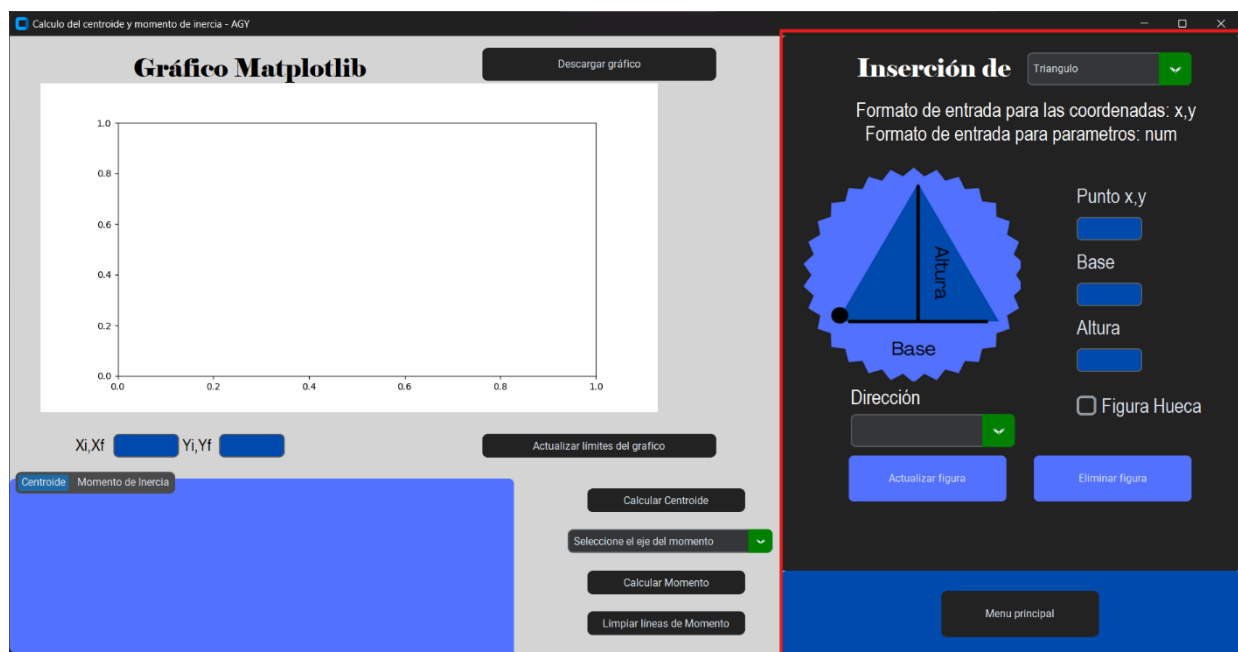 Calculo del centroide y momento de inercia - AGY
Gráfico Matplotlib
Descargar gráfico
1.0
0.8
0.6
0.4
0.2
0.0
0.0 0.2 0.4 0.6 0.8 1.0
Xi,Xf Yi,Yf
Actualizar límites del grafico
Centroide Momento de Inercia
Calcular Centroide
Seleccione el eje del momento
Calcular Momento
Limpiar líneas de Momento
Inserción de Triangulo
Formato de entrada para las coordenadas: x,y
Formato de entrada para parametros: num
Altura
Base
Punto x,y
Base
Altura
Dirección
Figura Hueca
Actualizar figura Eliminar figura
Menu principal